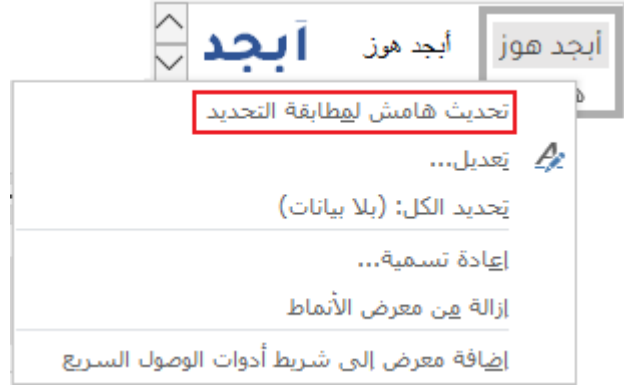 أبجد هوز أبجد هوز أبجد
تحديث هامش لمطابقة التحديد
تعديل...
تحديد الكل: (بلا بيانات)
إعادة تسمية...
إزالة من معرض الأنماط
إضافة معرض إلى شريط أدوات الوصول السريع